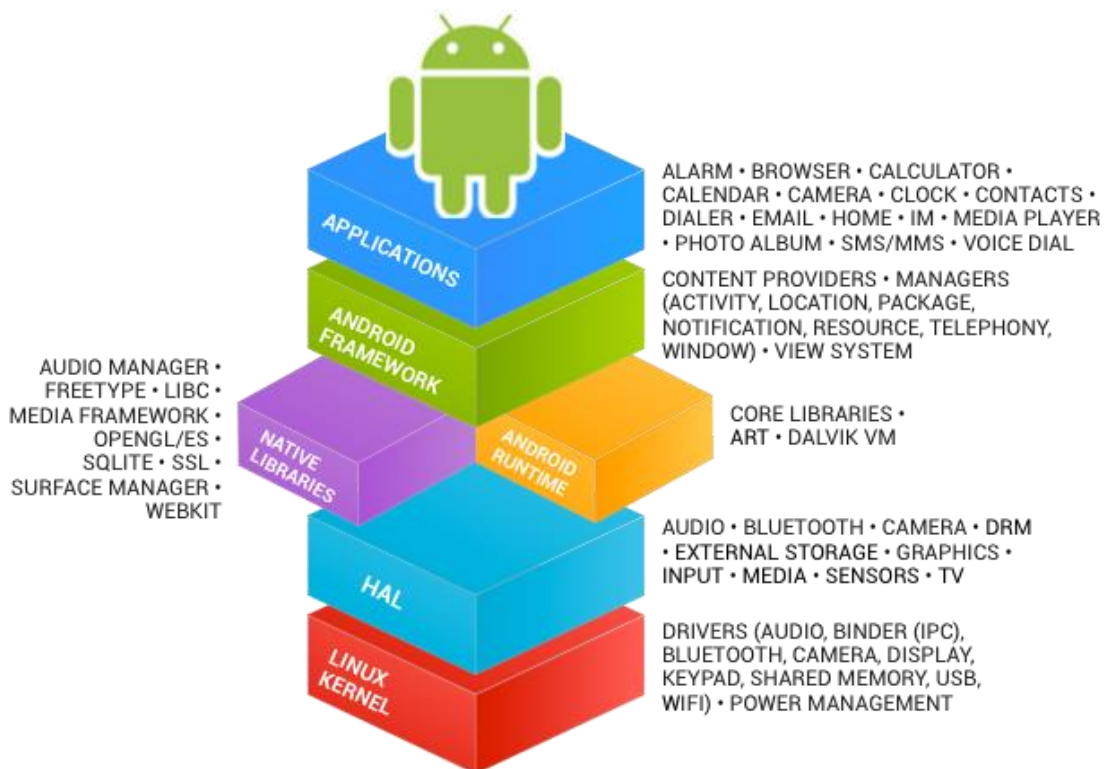 ALARM • BROWSER • CALCULATOR •
CALENDAR • CAMERA • CLOCK • CONTACTS •
DIALER • EMAIL • HOME • IM • MEDIA PLAYER
• PHOTO ALBUM • SMS/MMS • VOICE DIAL
APPLICATIONS
CONTENT PROVIDERS • MANAGERS
(ACTIVITY, LOCATION, PACKAGE,
NOTIFICATION, RESOURCE, TELEPHONY,
WINDOW) • VIEW SYSTEM
ANDROID
FRAMEWORK
AUDIO MANAGER •
FREETYPE • LIBC •
MEDIA FRAMEWORK •
OPENGL/ES •
SQLITE • SSL •
SURFACE MANAGER •
WEBKIT
NATIVE
LIBRARIES
ANDROID
RUNTIME
CORE LIBRARIES •
ART • DALVIK VM
AUDIO • BLUETOOTH • CAMERA • DRM
• EXTERNAL STORAGE • GRAPHICS •
INPUT • MEDIA • SENSORS • TV
HAL
DRIVERS (AUDIO, BINDER (IPC),
BLUETOOTH, CAMERA, DISPLAY,
KEYPAD, SHARED MEMORY, USB,
WIFI) • POWER MANAGEMENT
LINUX
KERNEL